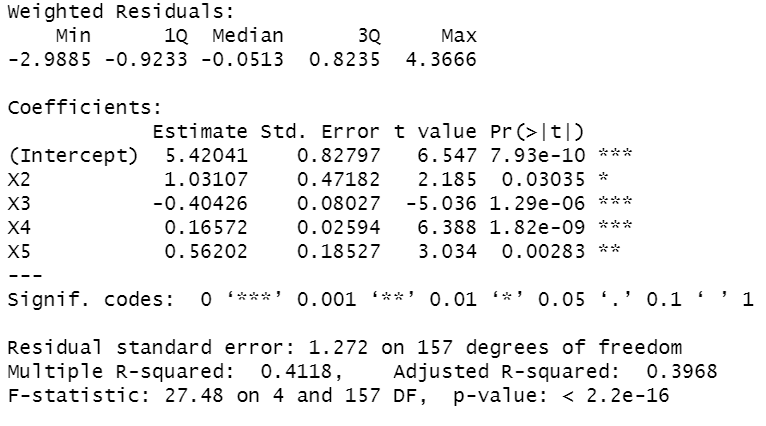 Weighted Residuals:
    Min      1Q  Median      3Q     Max
-2.9885 -0.9233 -0.0513  0.8235  4.3666

Coefficients:
            Estimate Std. Error t value Pr(>|t|)
(Intercept)  5.42041    0.82797   6.547 7.93e-10 ***
X2           1.03107    0.47182   2.185  0.03035 *
X3          -0.40426    0.08027  -5.036 1.29e-06 ***
X4           0.16572    0.02594   6.388 1.82e-09 ***
X5           0.56202    0.18527   3.034  0.00283 **
---
Signif. codes:  0 ‘***’ 0.001 ‘**’ 0.01 ‘*’ 0.05 ‘.’ 0.1 ‘ ’ 1

Residual standard error: 1.272 on 157 degrees of freedom
Multiple R-squared:  0.4118,    Adjusted R-squared:  0.3968
F-statistic: 27.48 on 4 and 157 DF,  p-value: < 2.2e-16